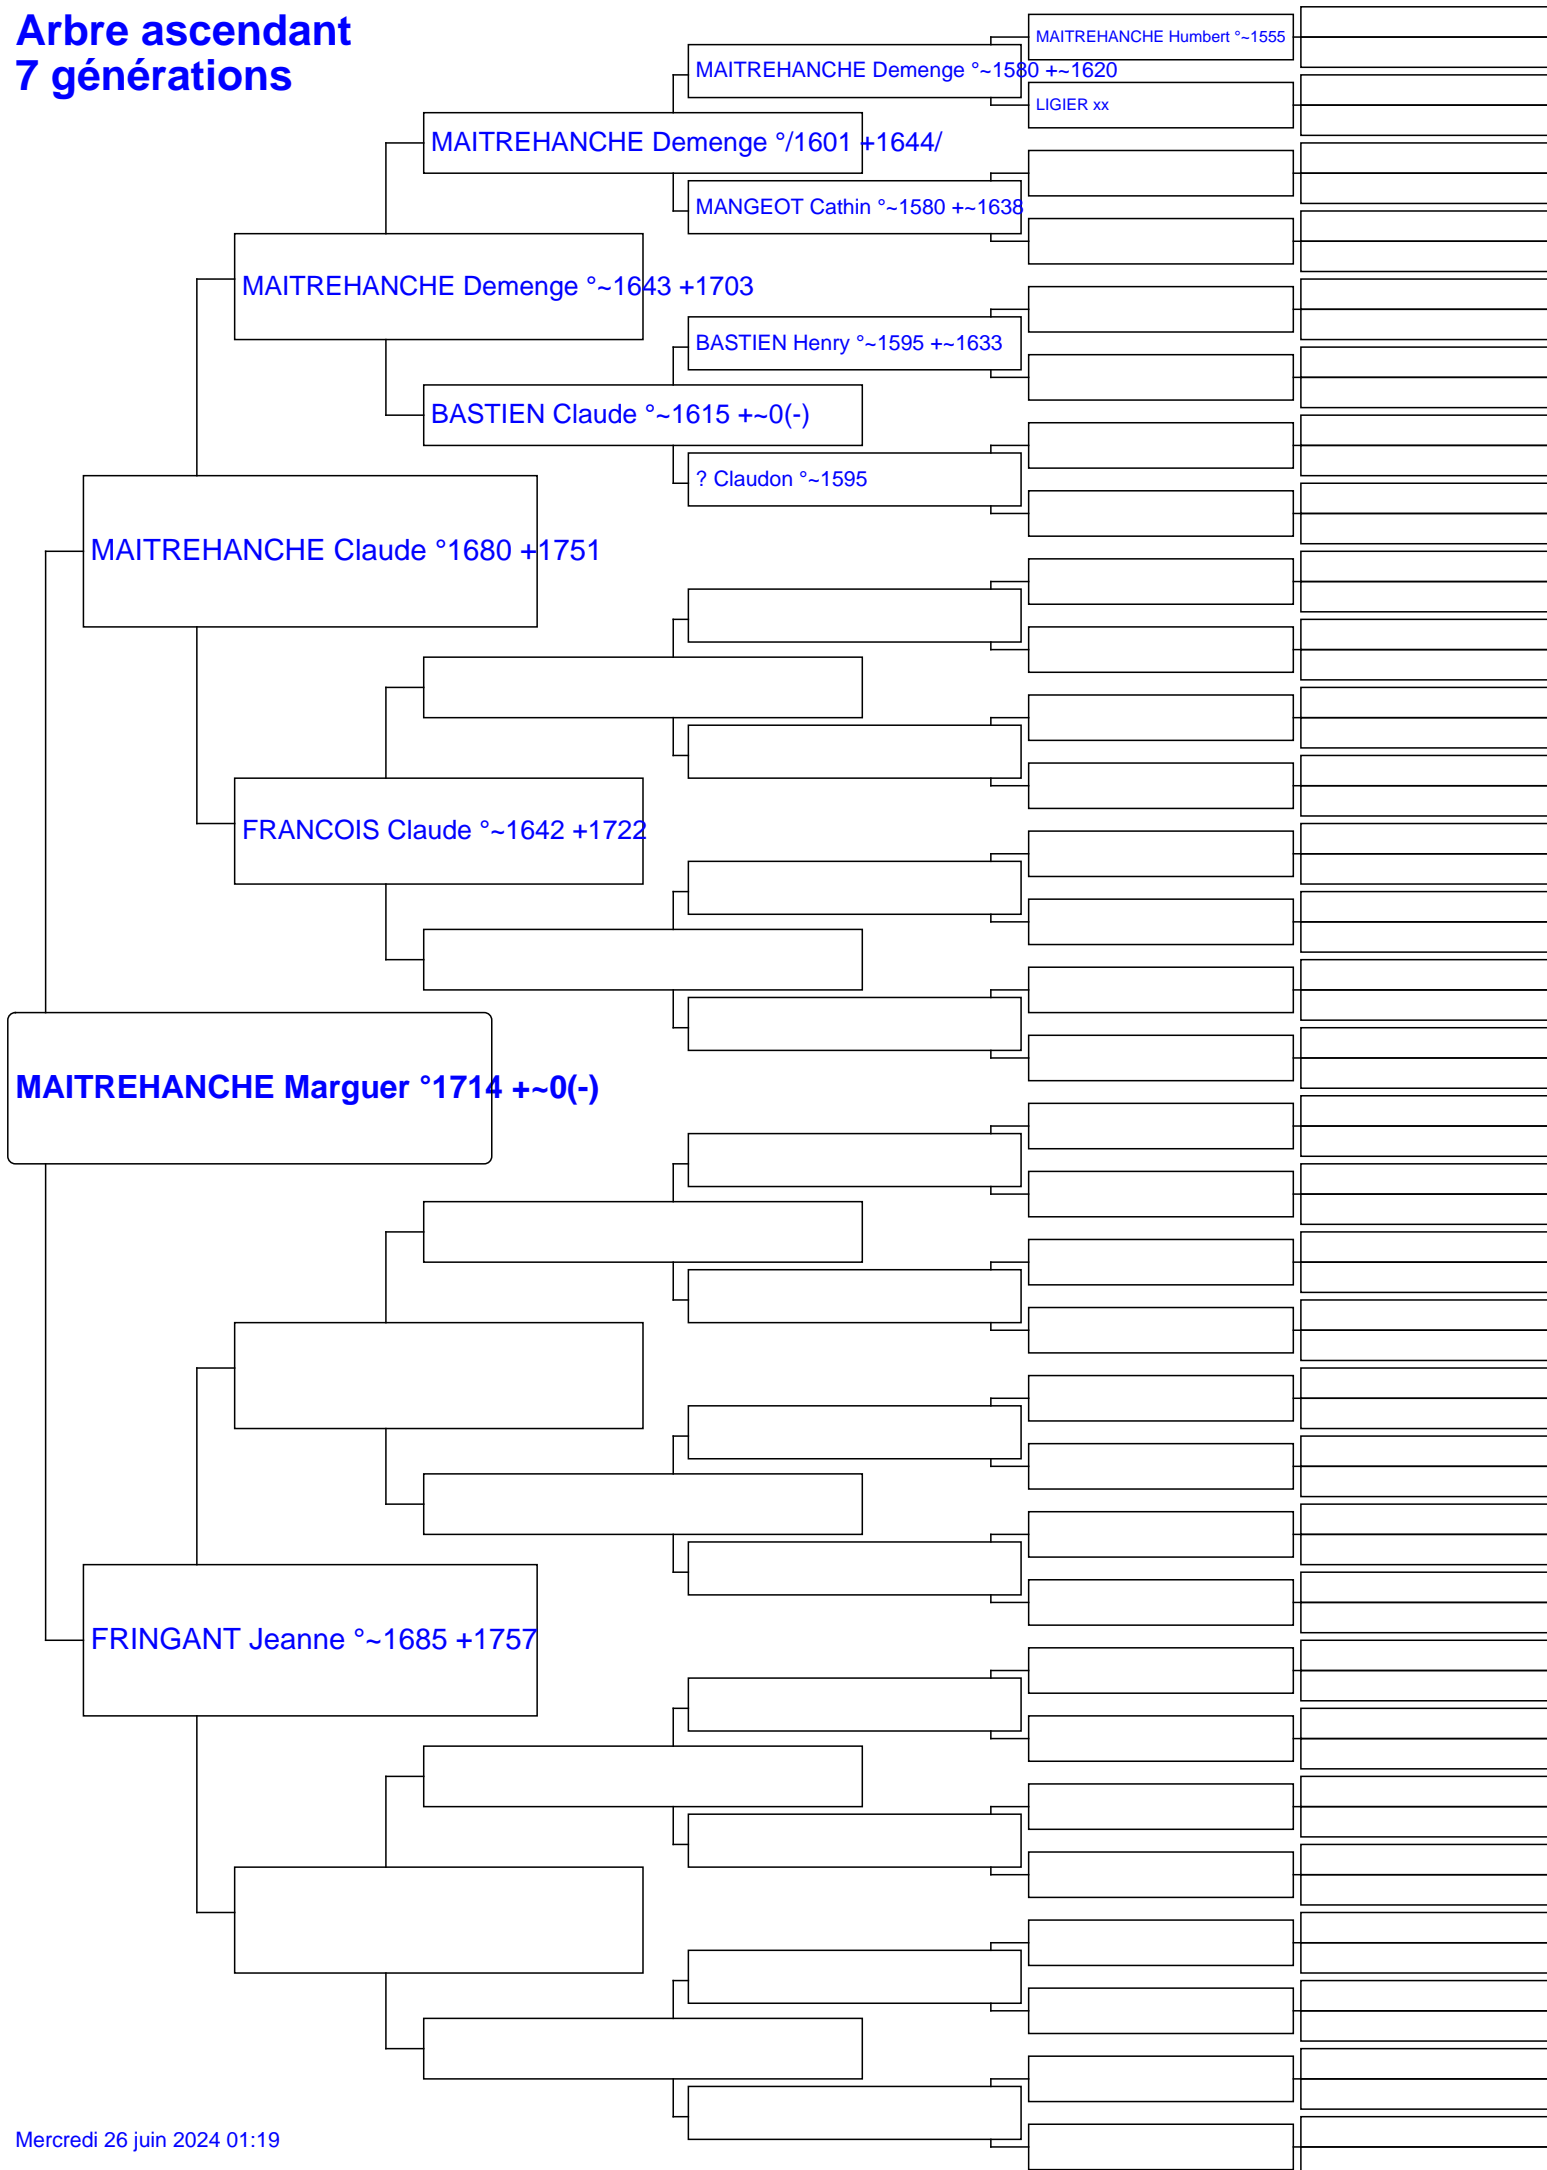 Arbre ascendant
7 générations
MAITREHANCHE Humbert °~1555
MAITREHANCHE Demenge °~1580 +~1620
LIGIER xx
MAITREHANCHE Demenge °/1601 +1644/
MANGEOT Cathin °~1580 +~1638
MAITREHANCHE Demenge °~1643 +1703
BASTIEN Henry °~1595 +~1633
BASTIEN Claude °~1615 +~0(-)
? Claudon °~1595
MAITREHANCHE Claude °1680 +1751
FRANCOIS Claude °~1642 +1722
MAITREHANCHE Marguer °1714 +~0(-)
FRINGANT Jeanne °~1685 +1757
Mercredi 26 juin 2024 01:19